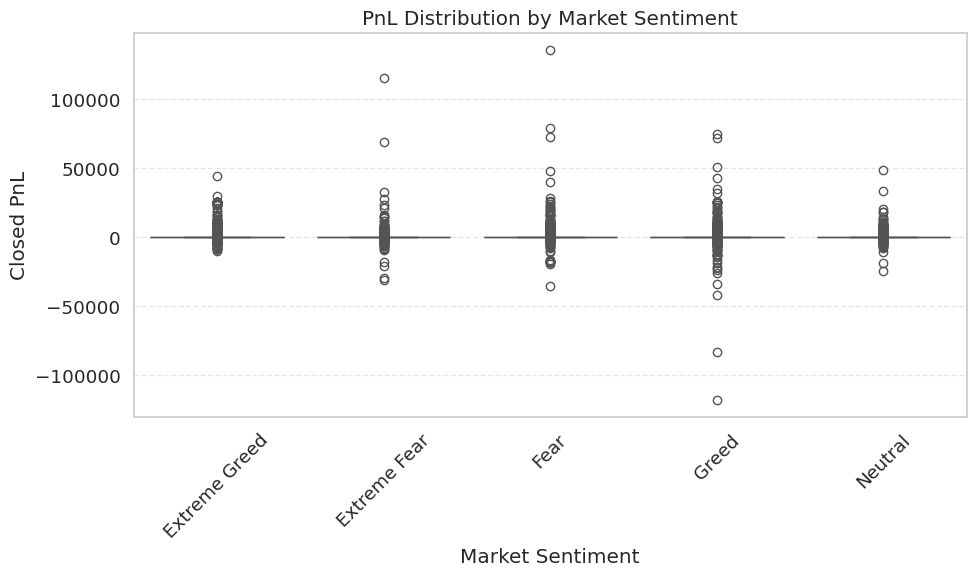 PnL Distribution by Market Sentiment
Closed PnL
100000
50000
0
−50000
−100000
Extreme Greed
Extreme Fear
Fear
Greed
Neutral
Market Sentiment